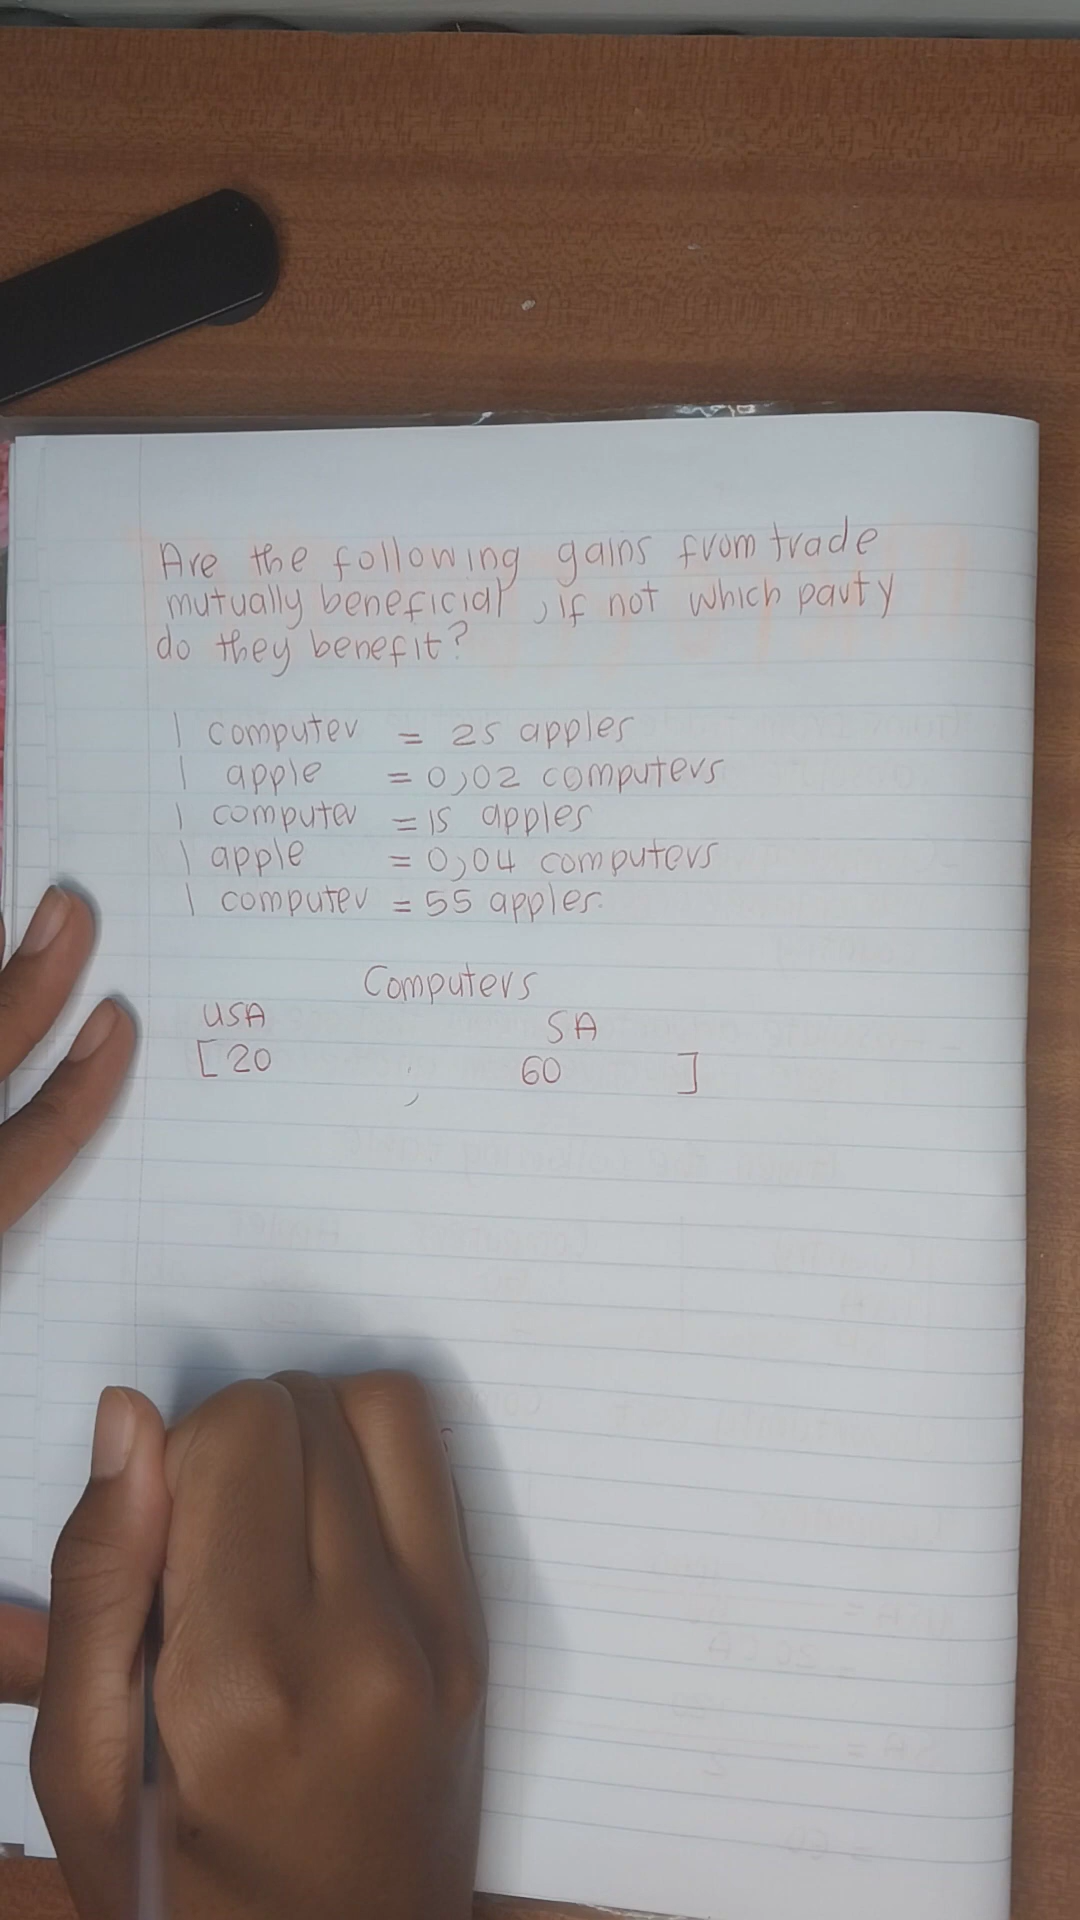 Are the following gains from trade
mutually beneficial, if not which party
do they benefit?
1 computer = 25 apples
1 apple = 0,02 computers
1 computer = 15 apples
1 apple = 0,04 computers
1 computer = 55 apples.
Computers
USA SA
[20 , 60 ]